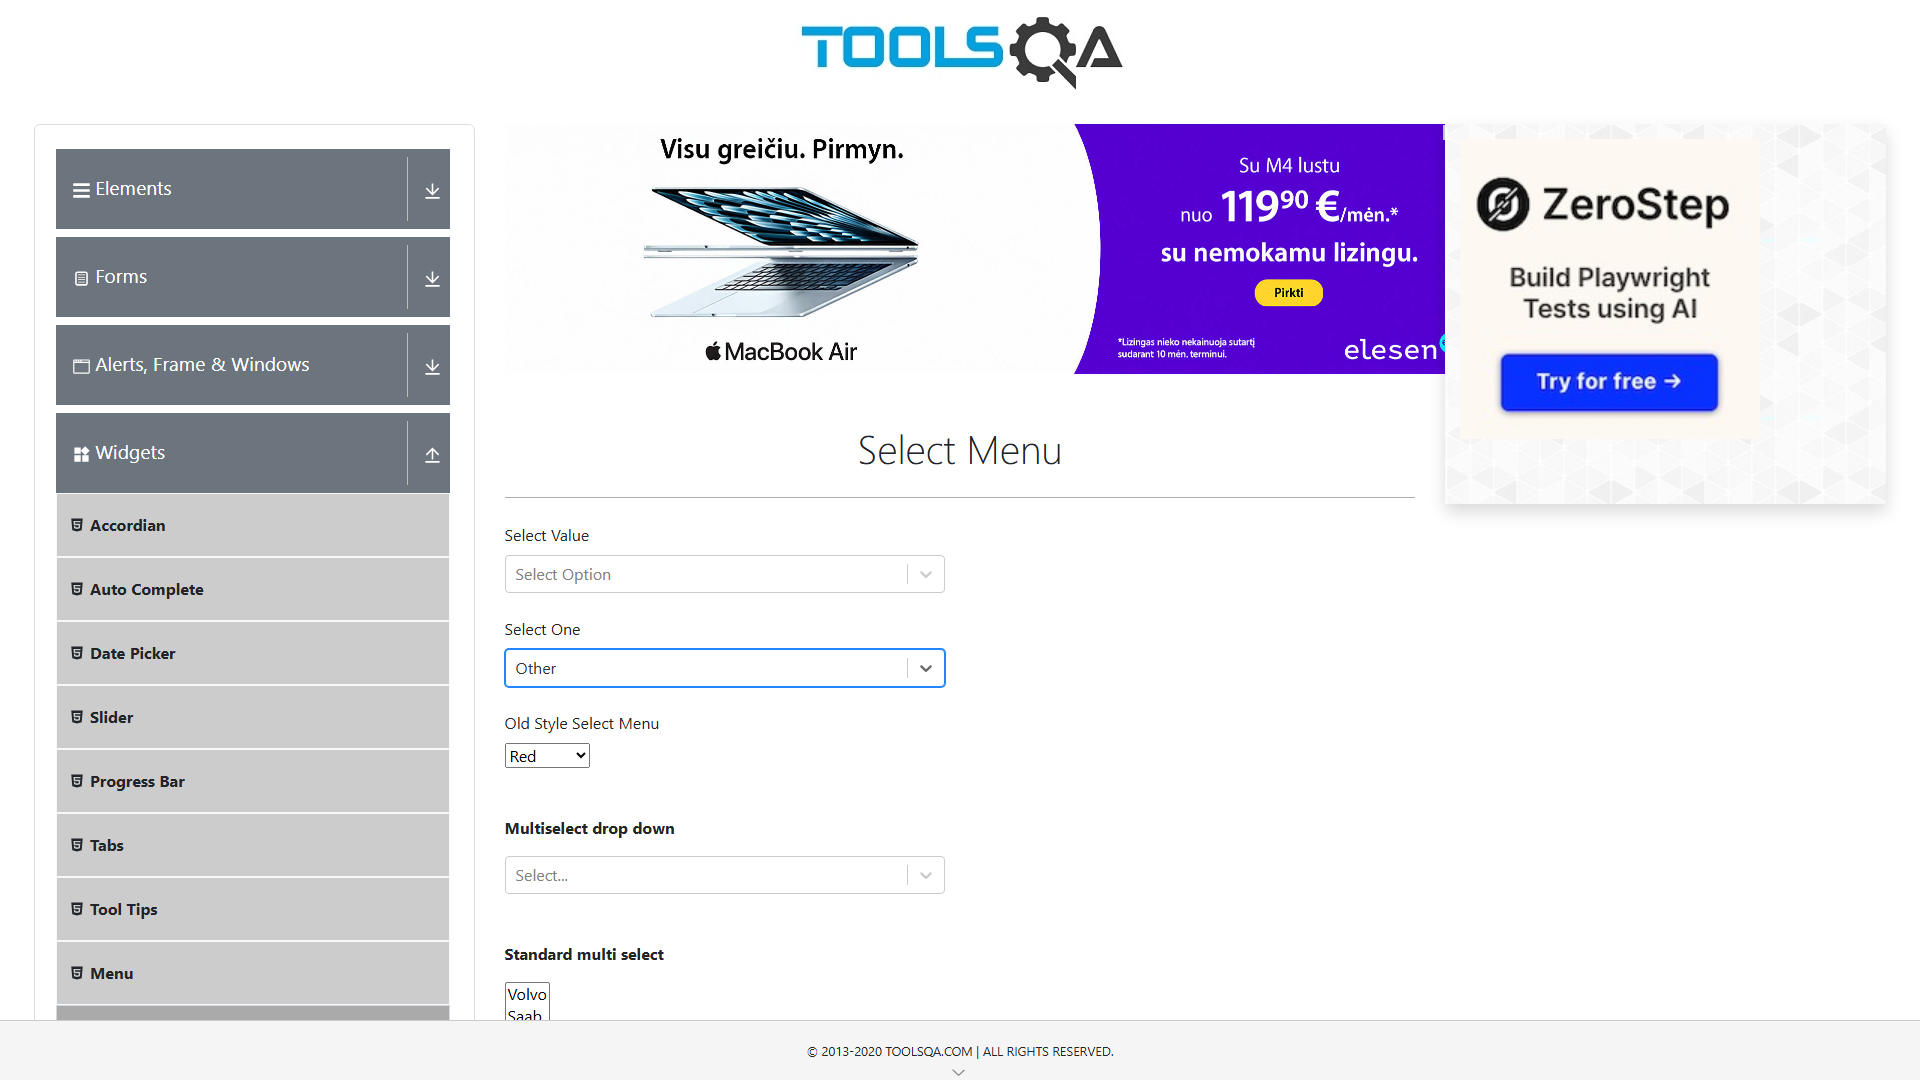 TOOLSQA
Elements
Forms
Alerts, Frame & Windows
Widgets
Accordian
Auto Complete
Date Picker
Slider
Progress Bar
Tabs
Tool Tips
Menu
Visu greičiu. Pirmyn.
MacBook Air
Su M4 lustu
nuo 119⁹⁰ €/mėn.*
su nemokamu lizingu.
Pirkti
*Lizingas nieko nekainuoja sutartį
sudarant 10 mėn. terminui.
elesen
ZeroStep
Build Playwright
Tests using AI
Try for free →
Select Menu
Select Value
Select Option
Select One
Other
Old Style Select Menu
Red
Multiselect drop down
Select...
Standard multi select
Volvo
Saab
© 2013-2020 TOOLSQA.COM | ALL RIGHTS RESERVED.